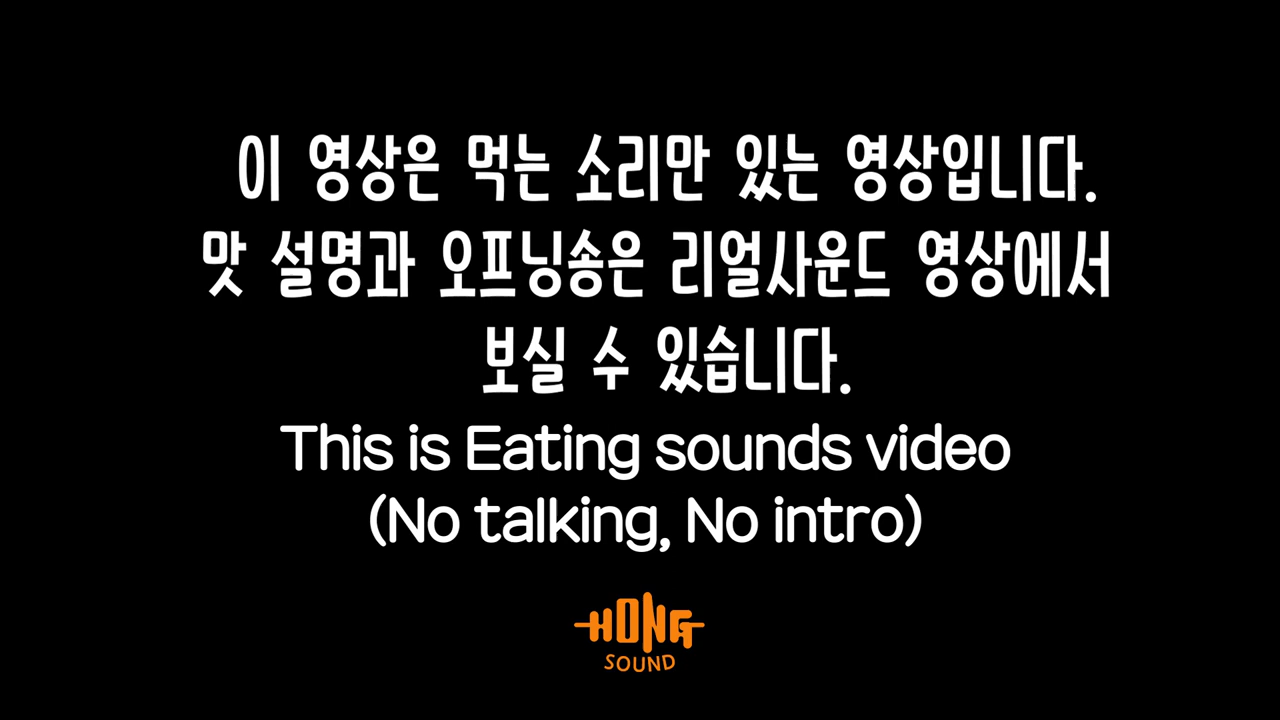 이 영상은 먹는 소리만 있는 영상입니다.
맛 설명과 오프닝송은 리얼사운드 영상에서
보실 수 있습니다.
This is Eating sounds video
(No talking, No intro)
HONG
SOUND